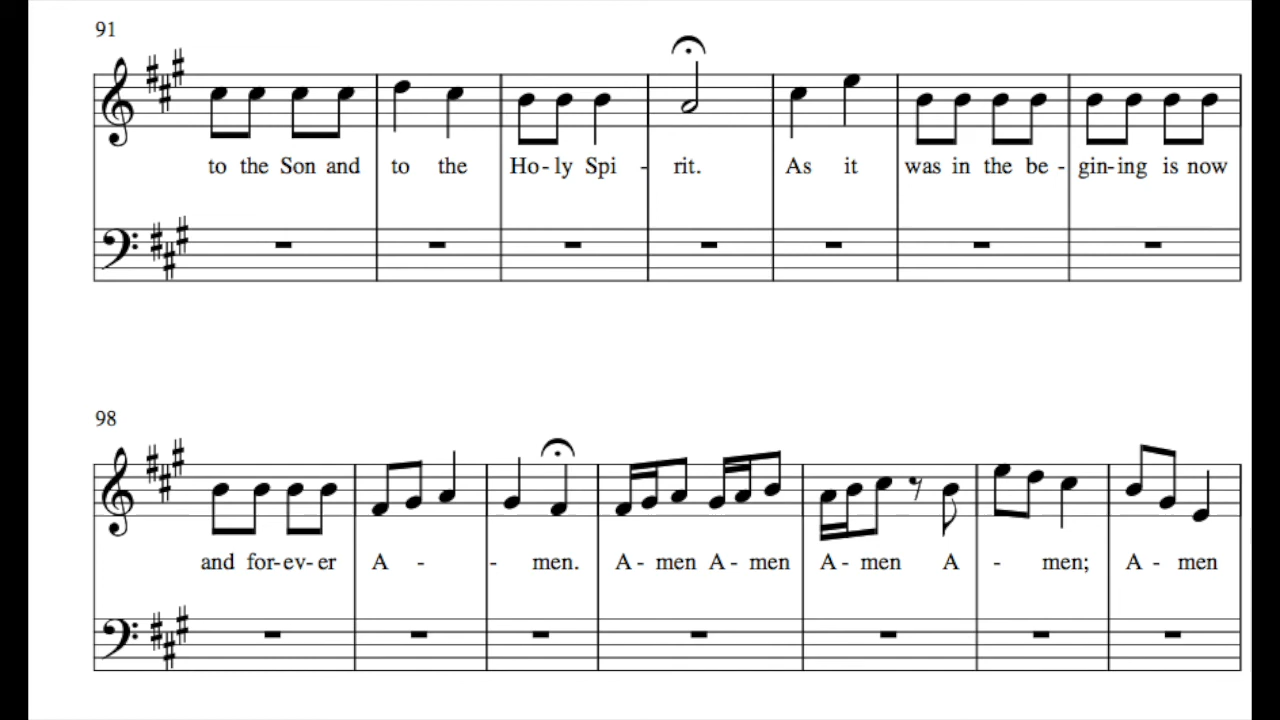 91
to the Son and to the Ho - ly Spi - rit. As it was in the be - gin - ing is now
98
and for - ev - er A - - men. A - men A - men A - men A - men; A - men